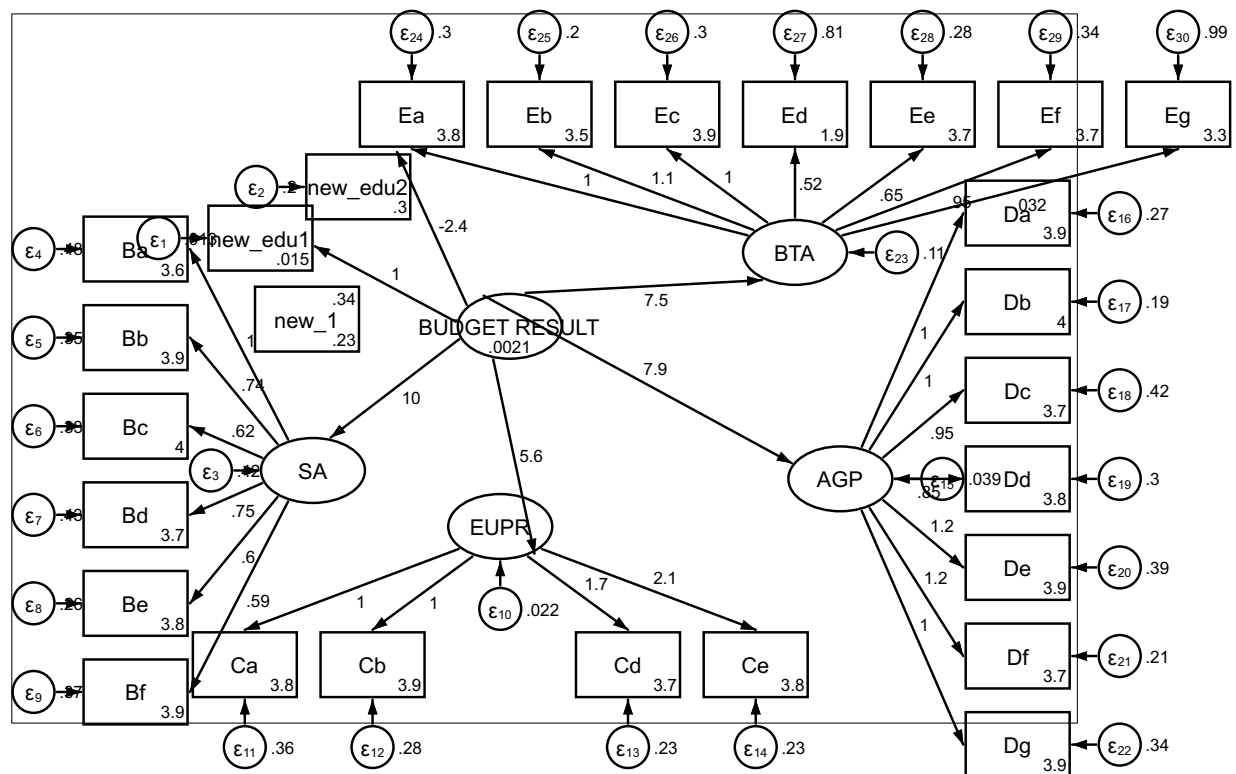 ε24 .3 ε25 .2 ε26 .3 ε27 .81 ε28 .28 ε29 .34 ε30 .99
Ea 3.8 Eb 3.5 Ec 3.9 Ed 1.9 Ee 3.7 Ef 3.7 Eg 3.3
1 1.1 1 .52 .65 .95 .032
ε2 .2 new_edu2 .3
ε1 .013 new_edu1 .015
ε4 Ba 3.6
-2.4
BTA ε23 .11
Da 3.9 ε16 .27
1
7.5
new_1 .34 .23
BUDGET RESULT
.0021
Db 4 ε17 .19
ε5 Bb 3.9
1 .74
10 7.9
1 1
Dc 3.7 ε18 .42
ε6 Bc 4
.62
.95
ε3 .42 SA
5.6
AGP ε15 .039
.85
Dd 3.8 ε19 .3
ε7 Bd 3.7
.75
EUPR
1.2
De 3.9 ε20 .39
.6
1.7 2.1
1.2
ε8 Be 3.8
.59 1 1
ε10 .022
1
Df 3.7 ε21 .21
Ca 3.8 Cb 3.9 Cd 3.7 Ce 3.8
ε9 Bf 3.9
ε11 .36 ε12 .28 ε13 .23 ε14 .23
Dg 3.9 ε22 .34